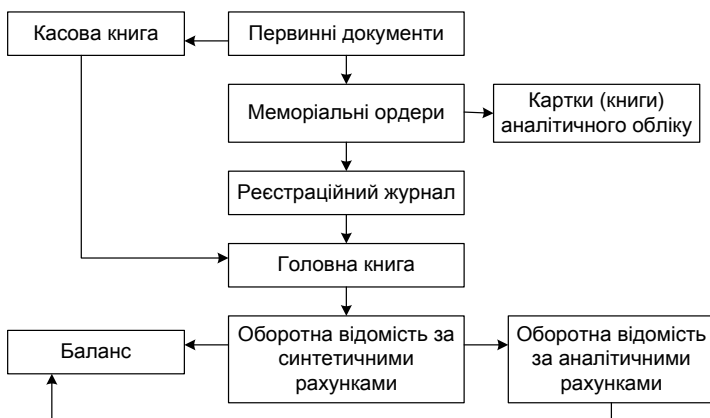 Касова книга
Первинні документи
Меморіальні ордери
Картки (книги)
аналітичного обліку
Реєстраційний журнал
Головна книга
Баланс
Оборотна відомість за
синтетичними
рахунками
Оборотна відомість
за аналітичними
рахунками